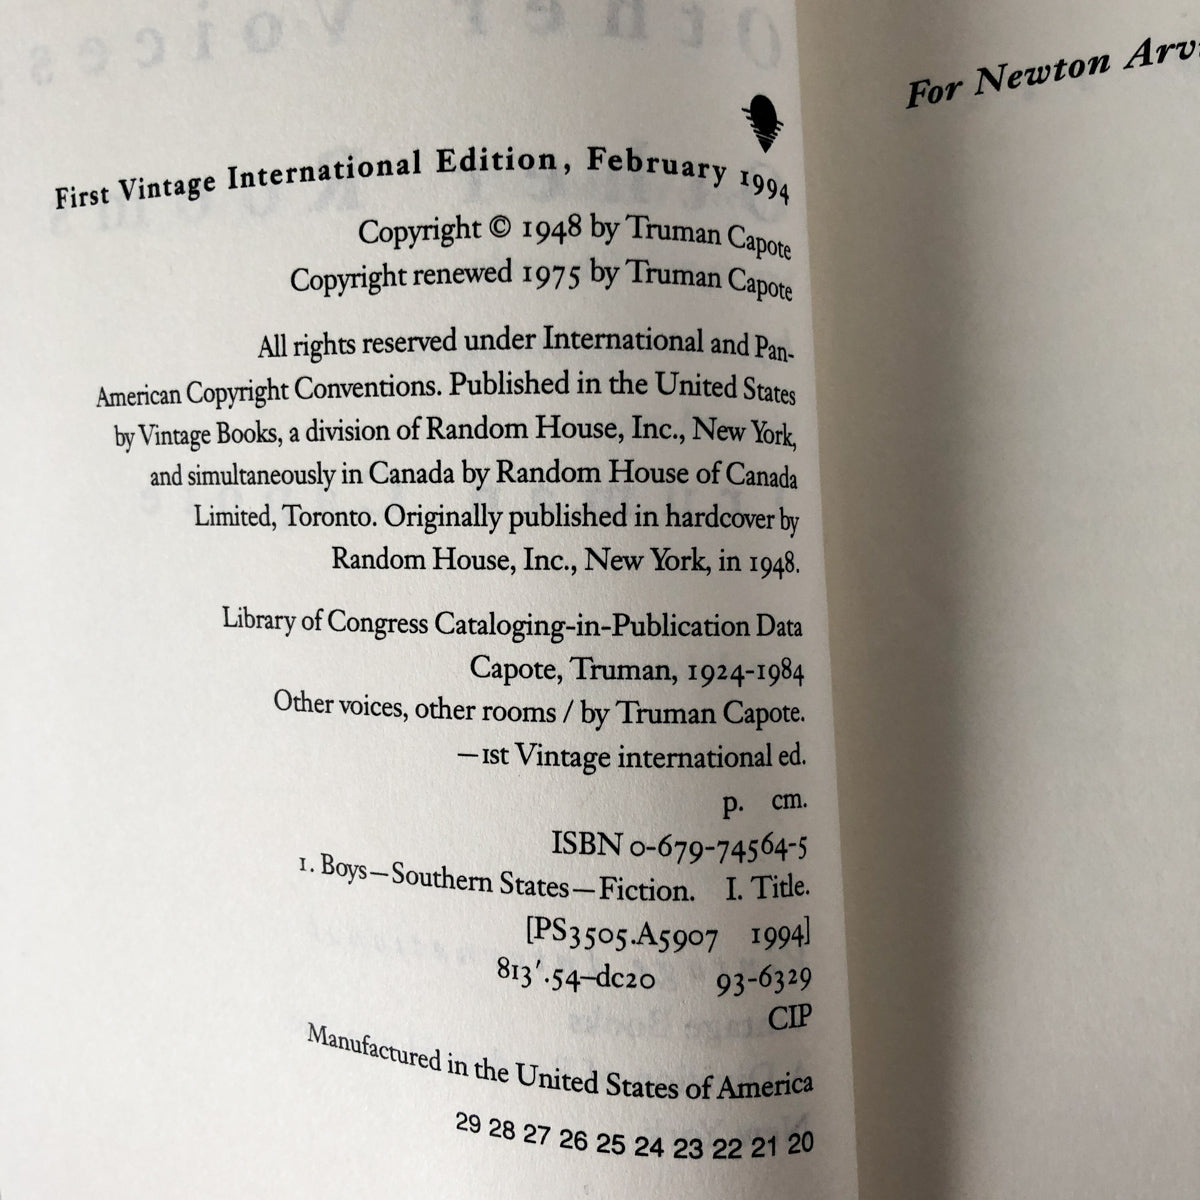 First Vintage International Edition, February 1994
Copyright © 1948 by Truman Capote
Copyright renewed 1975 by Truman Capote
All rights reserved under International and Pan-
American Copyright Conventions. Published in the United States
by Vintage Books, a division of Random House, Inc., New York,
and simultaneously in Canada by Random House of Canada
Limited, Toronto. Originally published in hardcover by
Random House, Inc., New York, in 1948.
Library of Congress Cataloging-in-Publication Data
Capote, Truman, 1924-1984
Other voices, other rooms / by Truman Capote.
—1st Vintage international ed.
p. cm.
ISBN 0-679-74564-5
1. Boys—Southern States—Fiction. I. Title.
[PS3505.A5907 1994]
813'.54–dc20 93-6329
CIP
Manufactured in the United States of America
29 28 27 26 25 24 23 22 21 20
For Newton